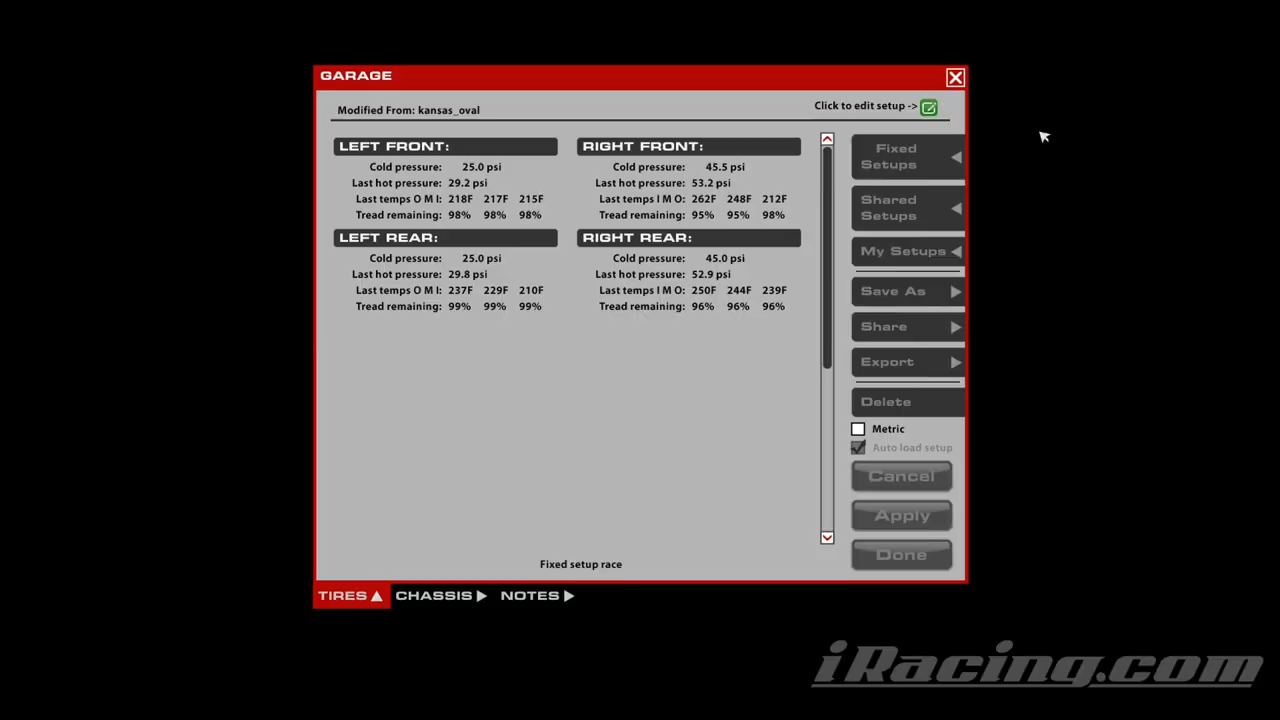 GARAGE
Modified From: kansas_oval
Click to edit setup ->
LEFT FRONT:
Cold pressure: 25.0 psi
Last hot pressure: 29.2 psi
Last temps O M I: 218F 217F 215F
Tread remaining: 98% 98% 98%
RIGHT FRONT:
Cold pressure: 45.5 psi
Last hot pressure: 53.2 psi
Last temps I M O: 262F 248F 212F
Tread remaining: 95% 95% 98%
LEFT REAR:
Cold pressure: 25.0 psi
Last hot pressure: 29.8 psi
Last temps O M I: 237F 229F 210F
Tread remaining: 99% 99% 99%
RIGHT REAR:
Cold pressure: 45.0 psi
Last hot pressure: 52.9 psi
Last temps I M O: 250F 244F 239F
Tread remaining: 96% 96% 96%
Fixed setup race
Fixed
Setups
Shared
Setups
My Setups
Save As
Share
Export
Delete
Metric
Auto load setup
Cancel
Apply
Done
TIRES CHASSIS NOTES
iRacing.com